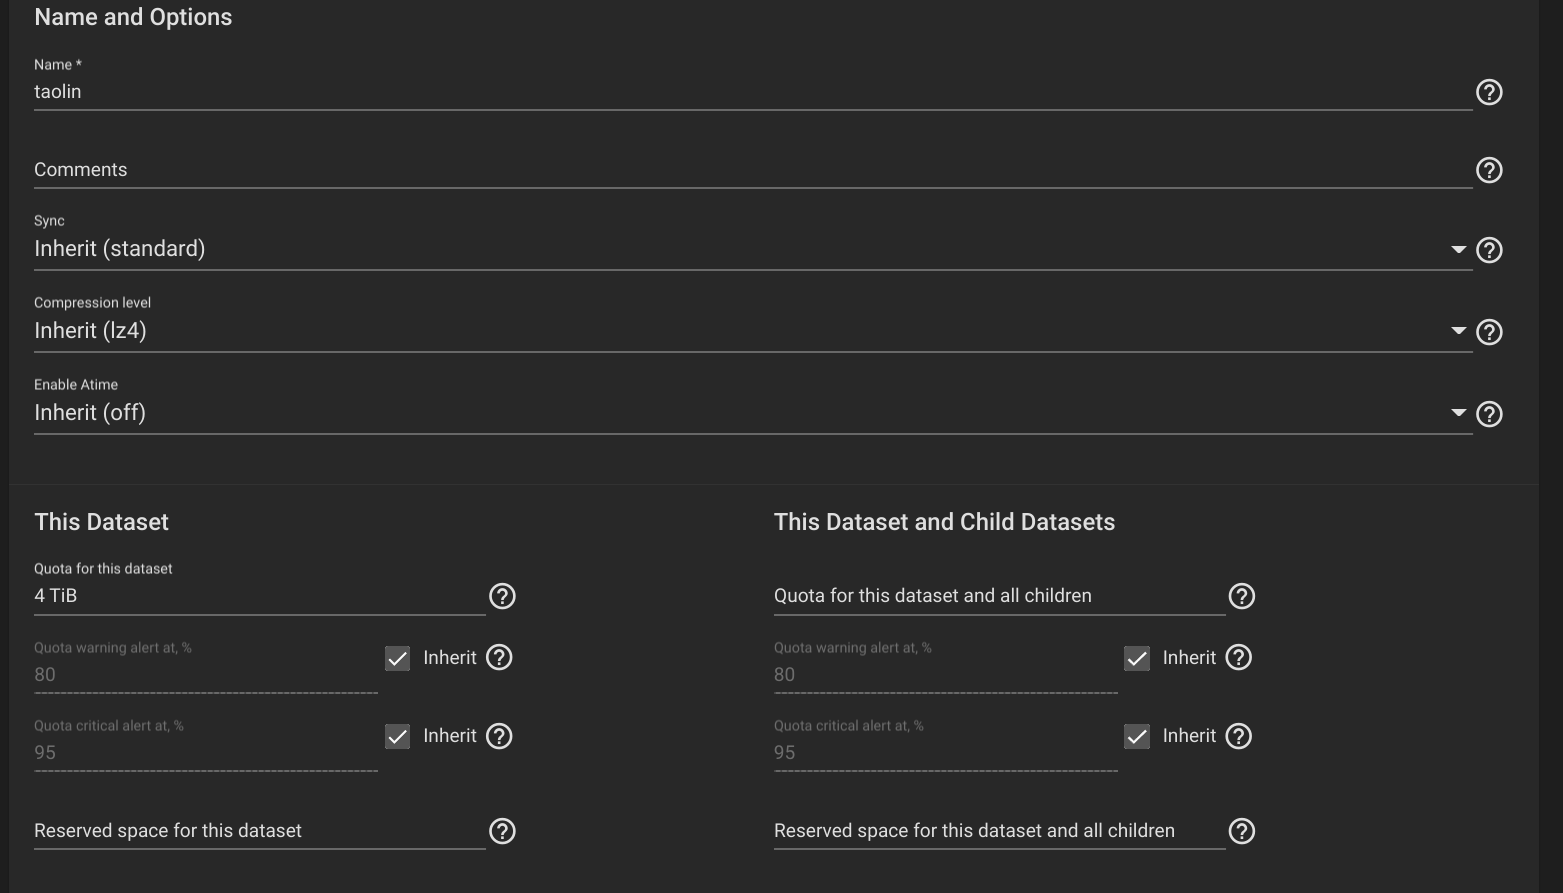 Name and Options
Name *
taolin
Comments
Sync
Inherit (standard)
Compression level
Inherit (lz4)
Enable Atime
Inherit (off)
This Dataset
Quota for this dataset
4 TiB
Quota warning alert at, %
80
Inherit
Quota critical alert at, %
95
Inherit
Reserved space for this dataset
This Dataset and Child Datasets
Quota for this dataset and all children
Quota warning alert at, %
80
Inherit
Quota critical alert at, %
95
Inherit
Reserved space for this dataset and all children